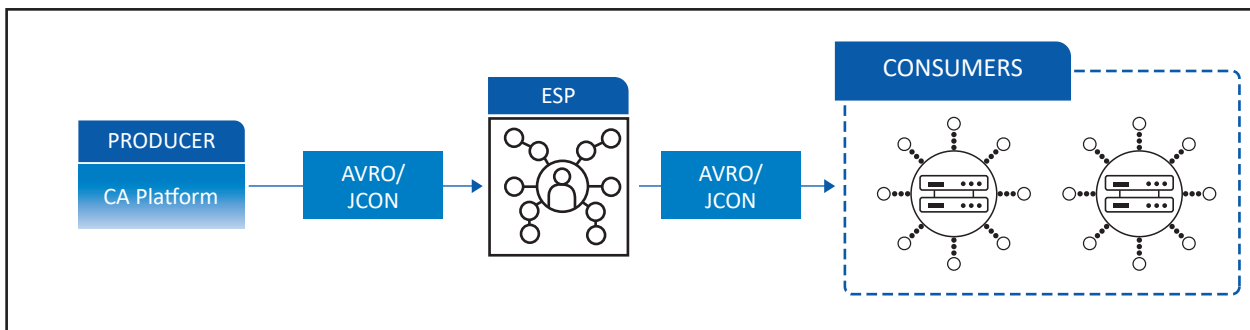 PRODUCER
CA Platform
AVRO/
JCON
ESP
AVRO/
JCON
CONSUMERS